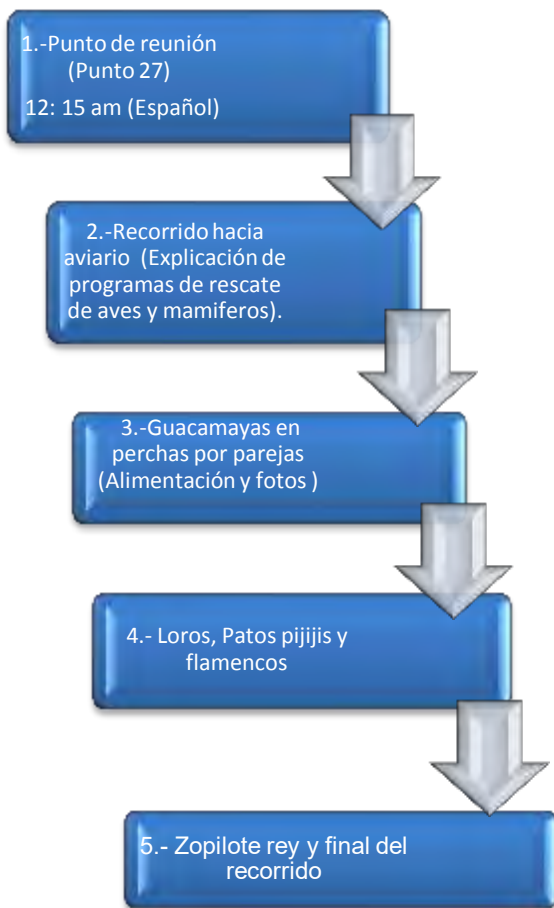 1.-Punto de reunión
(Punto 27)
12: 15 am (Español)
2.-Recorrido hacia
aviario (Explicación de
programas de rescate
de aves y mamiferos).
3.-Guacamayas en
perchas por parejas
(Alimentación y fotos )
4.- Loros, Patos pijijis y
flamencos
5.- Zopilote rey y final del
recorrido